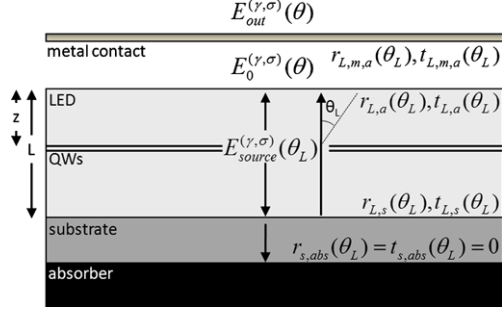 E_out^(γ,σ)(θ)
metal contact
E_0^(γ,σ)(θ)
r_L,m,a(θ_L), t_L,m,a(θ_L)
LED
θ_L
r_L,a(θ_L), t_L,a(θ_L)
z
L
E_source^(γ,σ)(θ_L)
QWs
r_L,s(θ_L), t_L,s(θ_L)
substrate
r_s,abs(θ_L) = t_s,abs(θ_L) = 0
absorber